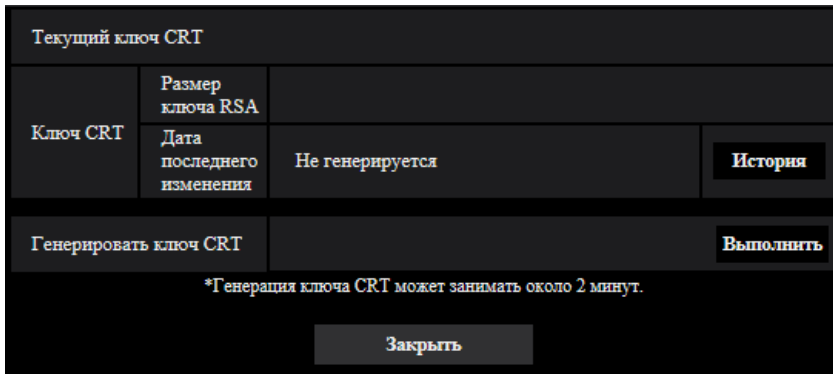 Текущий ключ CRT
Ключ CRT
Размер
ключа RSA
Дата
последнего
изменения
Не генерируется
История
Генерировать ключ CRT
Выполнить
*Генерация ключа CRT может занимать около 2 минут.
Закрыть